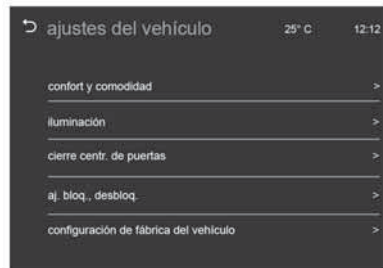 ajustes del vehículo 25° C 12:12
confort y comodidad >
iluminación >
cierre centr. de puertas >
aj. bloq., desbloq. >
configuración de fábrica del vehículo >